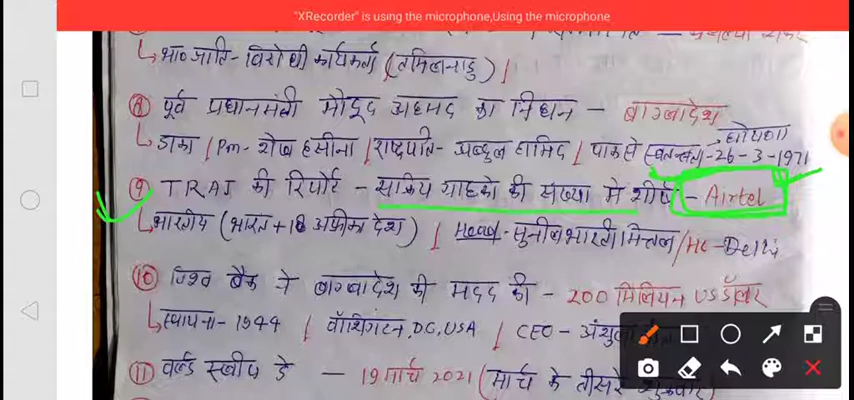 "XRecorder" is using the microphone,Using the microphone
भा० जाति-विरोधी कार्यकर्ता (तमिलनाडु) |
⑧ पूर्व प्रधानमंत्री मौदूद अहमद का निधन - बांग्लादेश
ढाका | Pm- शेख हसीना | राष्ट्रपति- अब्दुल हामिद | पाक से स्वतन्त्रता घोषणा -26-3-1971
⑨ TRAI की रिपोर्ट - सक्रिय ग्राहको की संख्या मे शीर्ष - Airtel
भारतीय (भारत + 18 अफ्रीका देश) | Head- सुनील भारती मित्तल / HQ- Delhi
⑩ विश्व बैंक ने बांग्लादेश की मदद की - 200 मिलियन US डॉलर
स्थापना- 1944 | वॉशिंगटन, DC, USA | CEO - अंशुला
⑪ वर्ल्ड स्लीप डे - 19 मार्च 2021 (मार्च के तीसरे शुक्रवार)